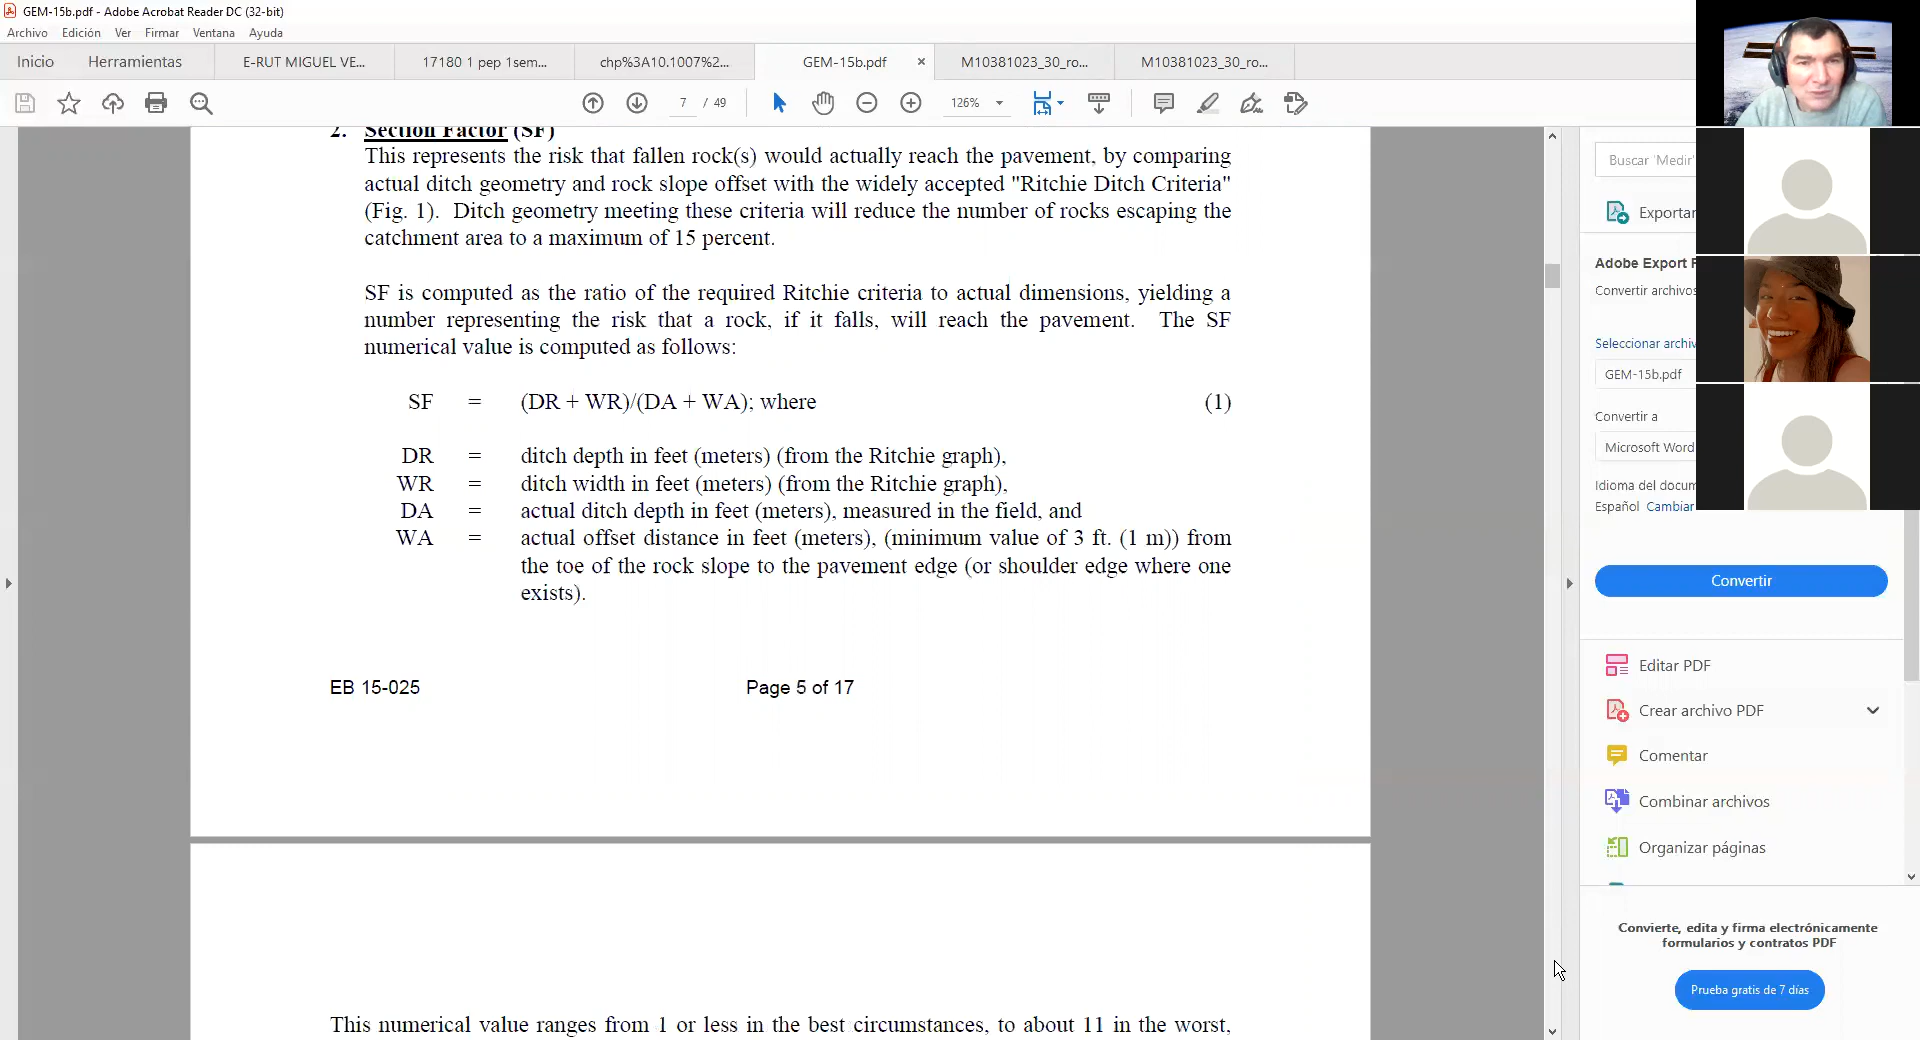 GEM-15b.pdf - Adobe Acrobat Reader DC (32-bit)
Archivo Edición Ver Firmar Ventana Ayuda
Inicio Herramientas E-RUT MIGUEL VE... 17180 1 pep 1sem... chp%3A10.1007%2... GEM-15b.pdf × M10381023_30_ro... M10381023_30_ro...
7 / 49 126%
2. Section Factor (SF)
This represents the risk that fallen rock(s) would actually reach the pavement, by comparing
actual ditch geometry and rock slope offset with the widely accepted "Ritchie Ditch Criteria"
(Fig. 1). Ditch geometry meeting these criteria will reduce the number of rocks escaping the
catchment area to a maximum of 15 percent.
SF is computed as the ratio of the required Ritchie criteria to actual dimensions, yielding a
number representing the risk that a rock, if it falls, will reach the pavement. The SF
numerical value is computed as follows:
SF = (DR + WR)/(DA + WA); where (1)
DR = ditch depth in feet (meters) (from the Ritchie graph),
WR = ditch width in feet (meters) (from the Ritchie graph),
DA = actual ditch depth in feet (meters), measured in the field, and
WA = actual offset distance in feet (meters), (minimum value of 3 ft. (1 m)) from
the toe of the rock slope to the pavement edge (or shoulder edge where one
exists).
EB 15-025 Page 5 of 17
This numerical value ranges from 1 or less in the best circumstances, to about 11 in the worst,
Buscar 'Medir'
Exportar
Adobe Export
Convertir archivos
Seleccionar archiv
GEM-15b.pdf
Convertir a
Microsoft Word
Idioma del docum
Español Cambiar
Convertir
Editar PDF
Crear archivo PDF
Comentar
Combinar archivos
Organizar páginas
Convierte, edita y firma electrónicamente
formularios y contratos PDF
Prueba gratis de 7 días